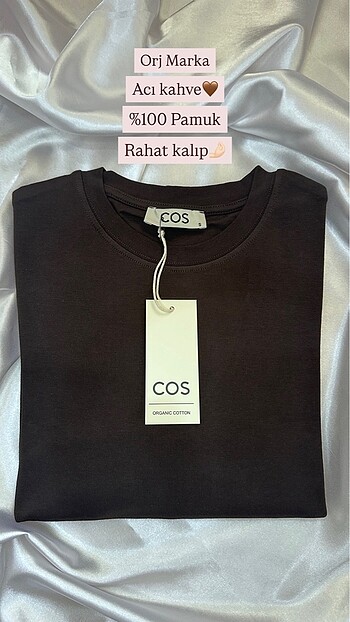 Orj Marka
Acı kahve🤎
%100 Pamuk
Rahat kalıp🫰🏻
COS
S
COS
ORGANIC COTTON